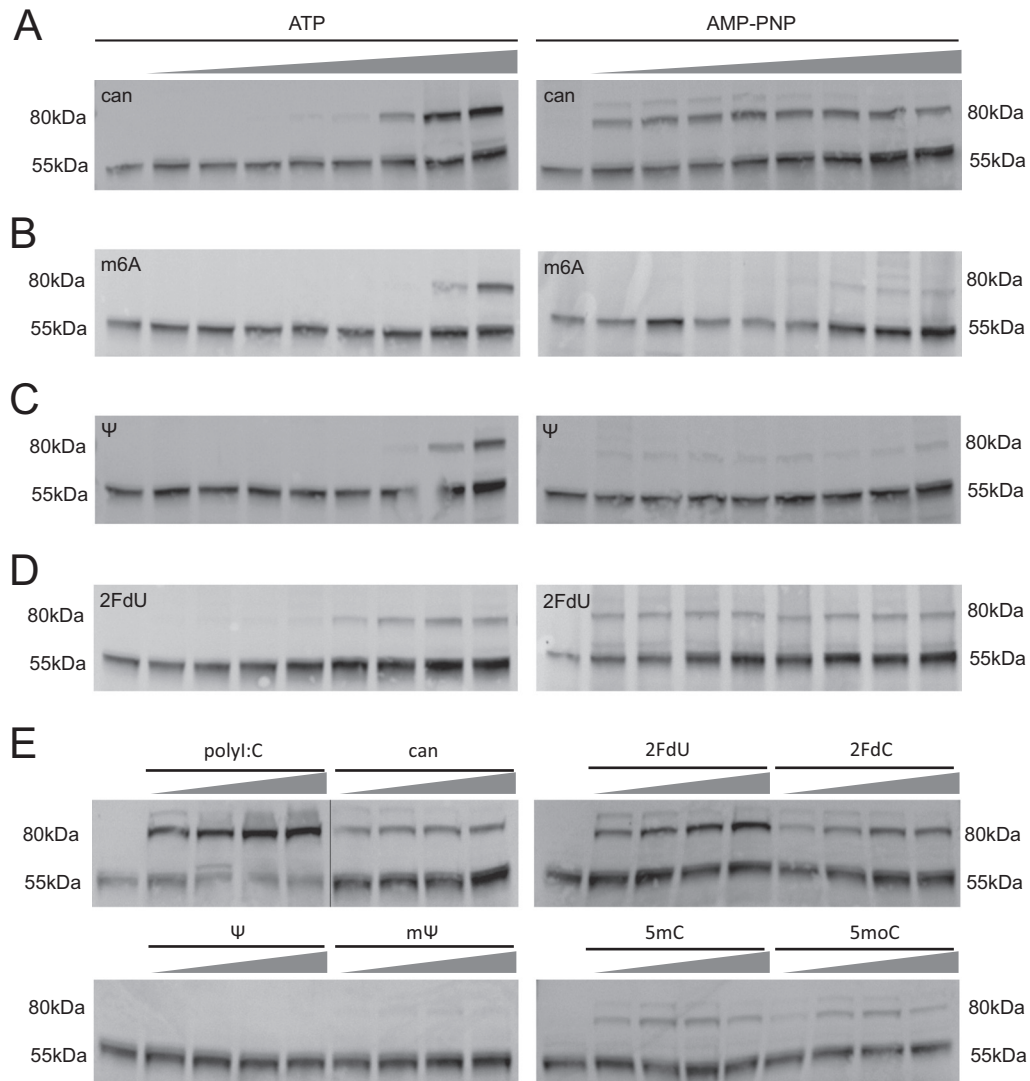 A
ATP
AMP-PNP
can
can
80kDa
80kDa
55kDa
55kDa
B
m6A
m6A
80kDa
80kDa
55kDa
55kDa
C
Ψ
Ψ
80kDa
80kDa
55kDa
55kDa
D
2FdU
2FdU
80kDa
80kDa
55kDa
55kDa
E
polyI:C
can
2FdU
2FdC
80kDa
80kDa
55kDa
55kDa
Ψ
mΨ
5mC
5moC
80kDa
80kDa
55kDa
55kDa